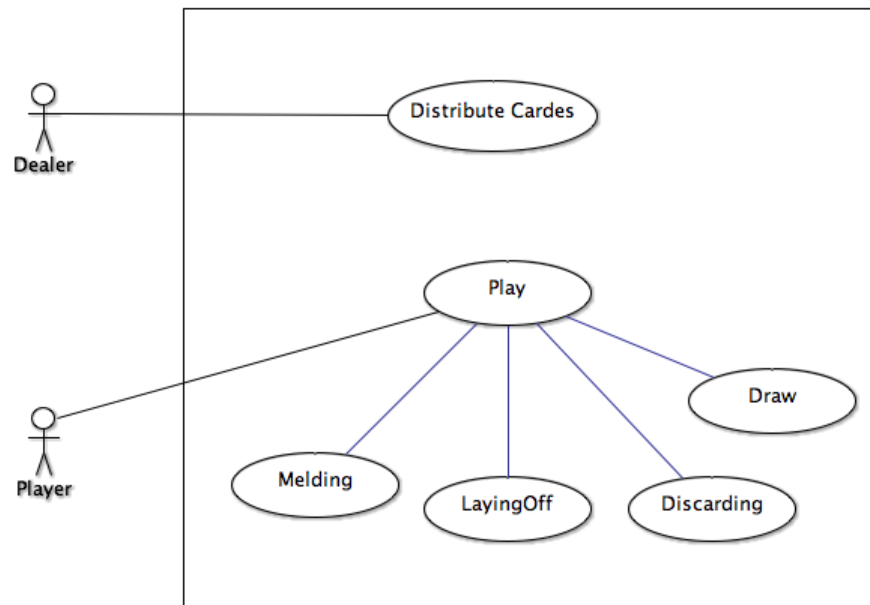 Distribute Cardes
Dealer
Play
Draw
Melding
Player
LayingOff
Discarding